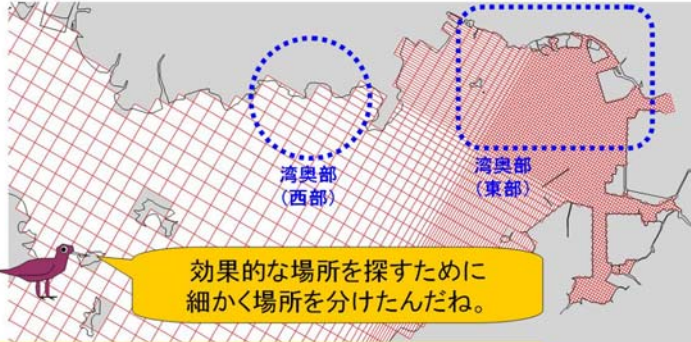 湾奥部
(西部)
湾奥部
(東部)
効果的な場所を探すために
細かく場所を分けたんだね。